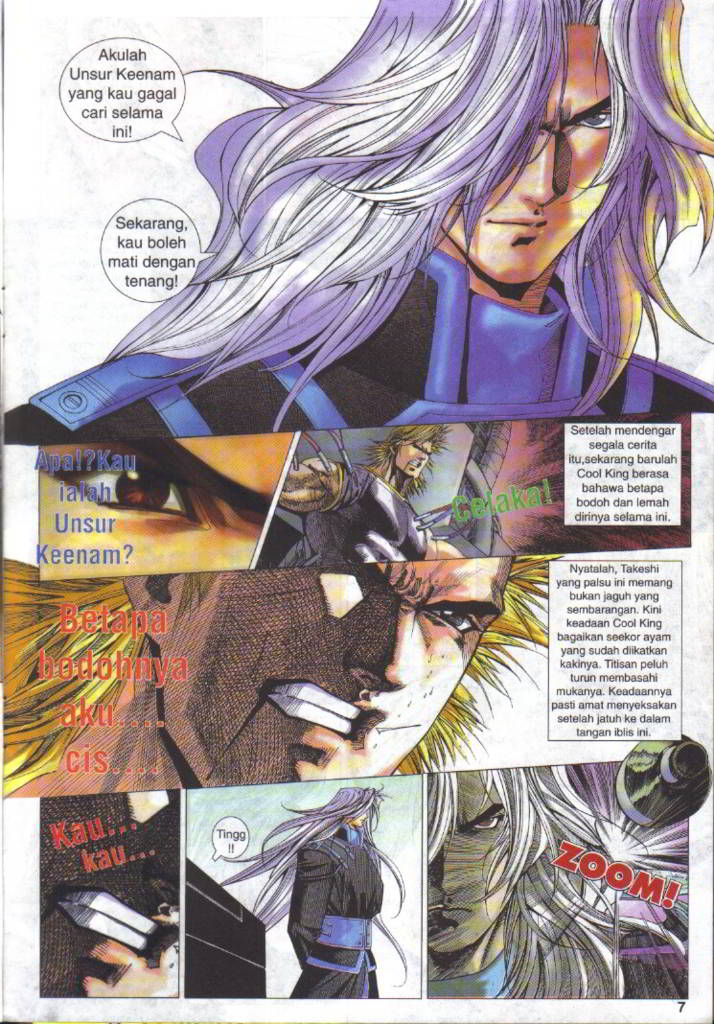 Akulah
Unsur Keenam
yang kau gagal
cari selama
ini!
Sekarang,
kau boleh
mati dengan
tenang!
Apa!?Kau
ialah
Unsur
Keenam?
Celaka!
Setelah mendengar
segala cerita
itu,sekarang barulah
Cool King berasa
bahawa betapa
bodoh dan lemah
dirinya selama ini.
Betapa
bodohnya
aku....
cis....
Nyatalah, Takeshi
yang palsu ini memang
bukan jaguh yang
sembarangan. Kini
keadaan Cool King
bagaikan seekor ayam
yang sudah diikatkan
kakinya. Titisan peluh
turun membasahi
mukanya. Keadaannya
pasti amat menyeksakan
setelah jatuh ke dalam
tangan iblis ini.
Kau...
kau...
Tingg
!!
ZOOM!
7